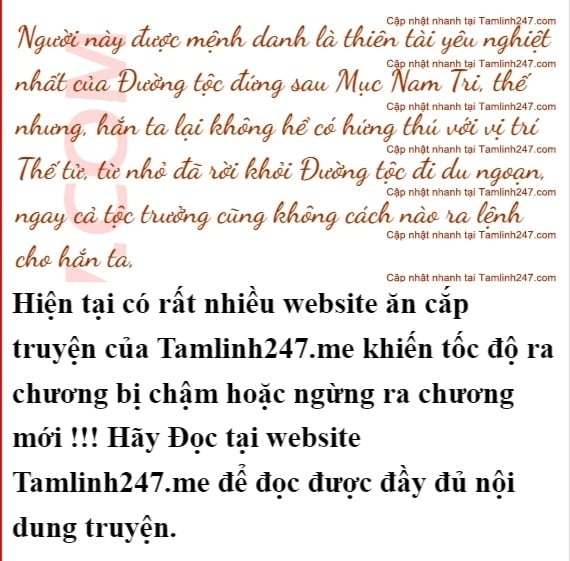 Cập nhật nhanh tại Tamlinh247.com
Người này được mệnh danh là thiên tài yêu nghiệt
Cập nhật nhanh tại Tamlinh247.com
nhất của Đường tộc đứng sau Mục Nam Tri, thế
Cập nhật nhanh tại Tamlinh247.com
nhưng, hắn ta lại không hề có hứng thú với vị trí
Cập nhật nhanh tại Tamlinh247.com
Thế tử, từ nhỏ đã rời khỏi Đường tộc đi du ngoạn,
Cập nhật nhanh tại Tamlinh247.com
ngay cả tộc trưởng cũng không cách nào ra lệnh
Cập nhật nhanh tại Tamlinh247.com
cho hắn ta.
Cập nhật nhanh tại Tamlinh247.com
.COM
Hiện tại có rất nhiều website ăn cắp
truyện của Tamlinh247.me khiến tốc độ ra
chương bị chậm hoặc ngừng ra chương
mới !!! Hãy Đọc tại website
Tamlinh247.me để đọc được đầy đủ nội
dung truyện.